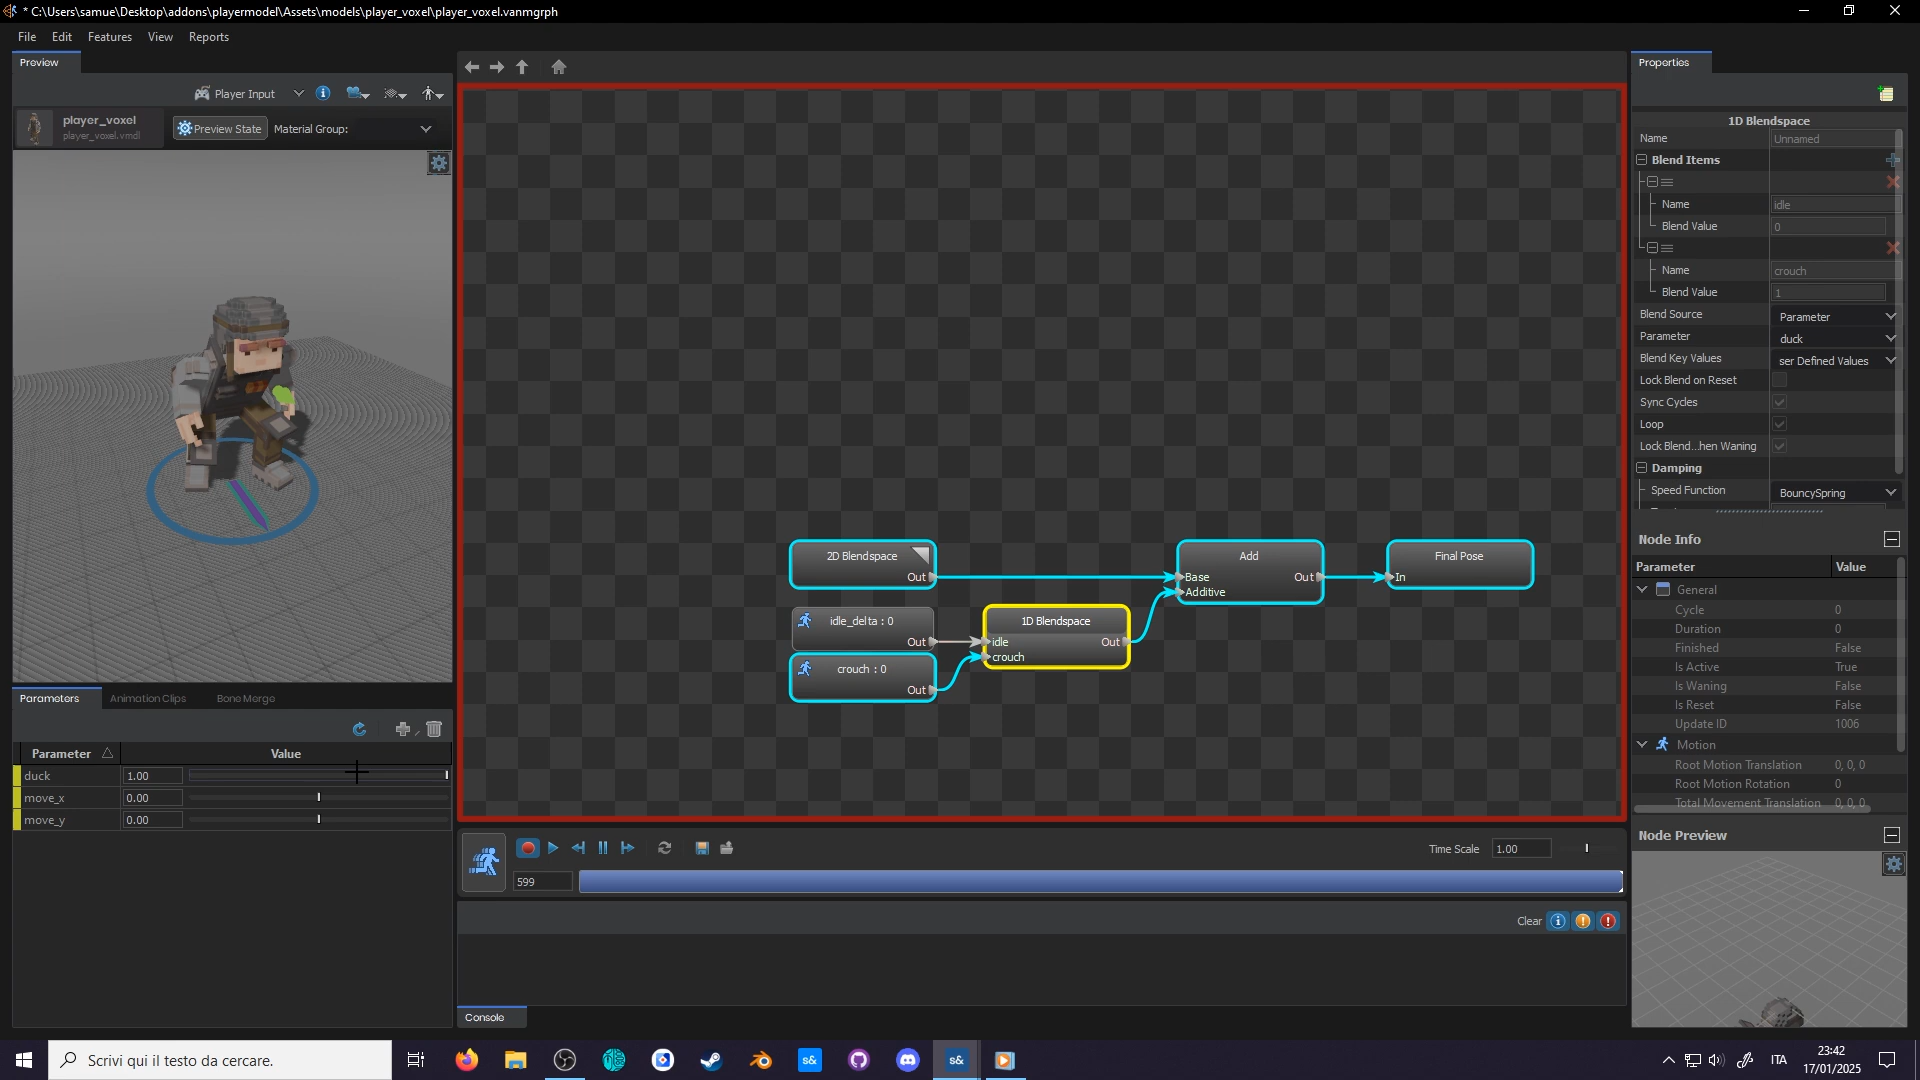 * C:\Users\samue\Desktop\addons\playermodel\Assets\models\player_voxel\player_voxel.vanmgrph
File Edit Features View Reports
Preview
Player Input
player_voxel
player_voxel.vmdl
Preview State
Material Group:
Parameters Animation Clips Bone Merge
Parameter Value
duck 1.00
move_x 0.00
move_y 0.00
2D Blendspace
Out
idle_delta : 0
Out
crouch : 0
Out
1D Blendspace
idle Out
crouch
Add
Base Out
Additive
Final Pose
In
Time Scale 1.00
599
Clear
Console
Properties
1D Blendspace
Name Unnamed
Blend Items
Name idle
Blend Value 0
Name crouch
Blend Value 1
Blend Source Parameter
Parameter duck
Blend Key Values ser Defined Values
Lock Blend on Reset
Sync Cycles
Loop
Lock Blend...hen Waning
Damping
Speed Function BouncySpring
Node Info
Parameter Value
General
Cycle 0
Duration 0
Finished False
Is Active True
Is Waning False
Is Reset False
Update ID 1006
Motion
Root Motion Translation 0, 0, 0
Root Motion Rotation 0
Total Movement Translation 0, 0, 0
Node Preview
Scrivi qui il testo da cercare.
s&
s&
ITA
23:42
17/01/2025